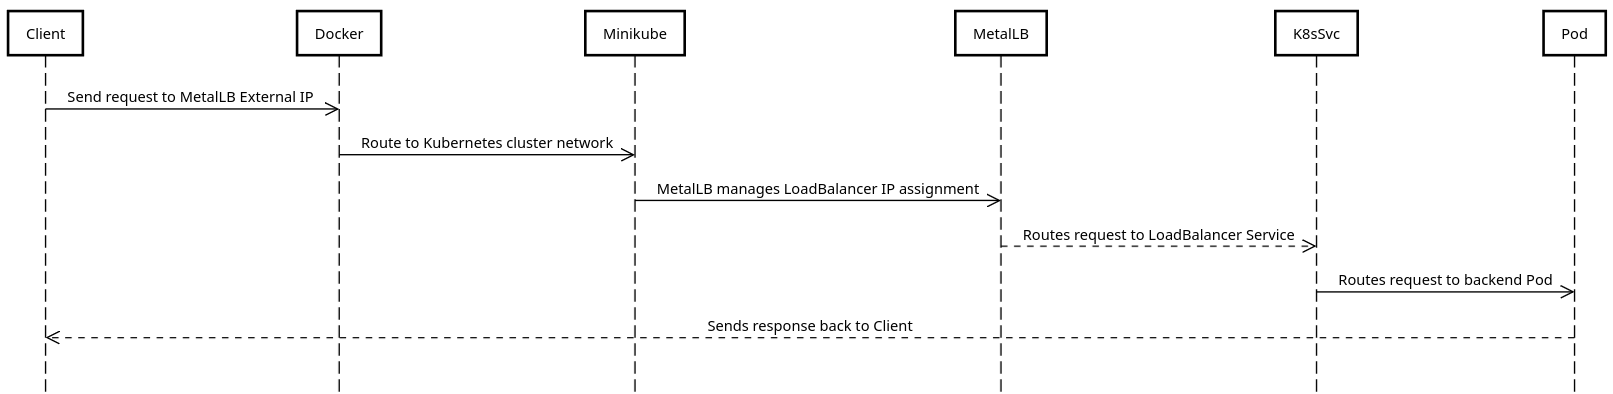 Client
Docker
Minikube
MetalLB
K8sSvc
Pod
Send request to MetalLB External IP
Route to Kubernetes cluster network
MetalLB manages LoadBalancer IP assignment
Routes request to LoadBalancer Service
Routes request to backend Pod
Sends response back to Client